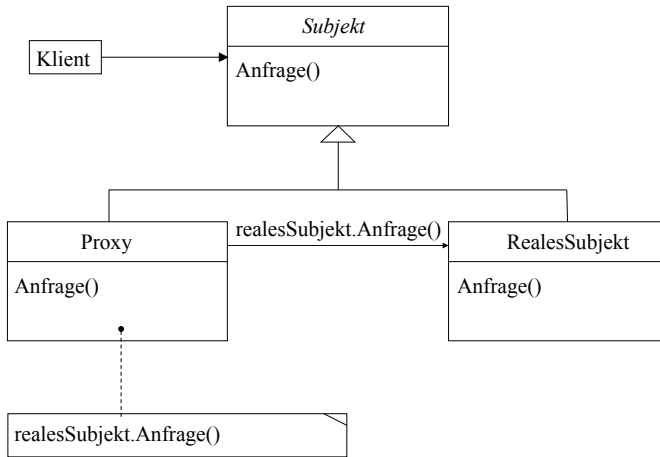 Subjekt
Klient
Anfrage()
Proxy
realesSubjekt.Anfrage()
RealesSubjekt
Anfrage()
Anfrage()
realesSubjekt.Anfrage()